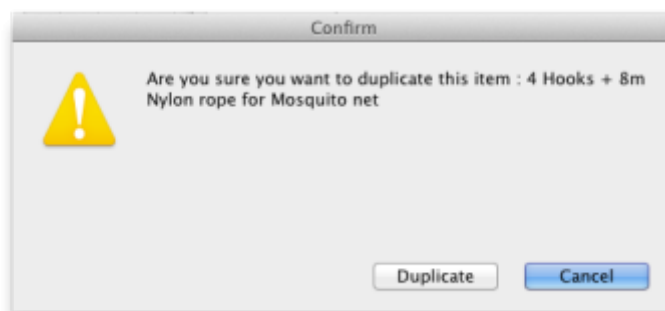 Confirm
Are you sure you want to duplicate this item : 4 Hooks + 8m
Nylon rope for Mosquito net
Duplicate
Cancel